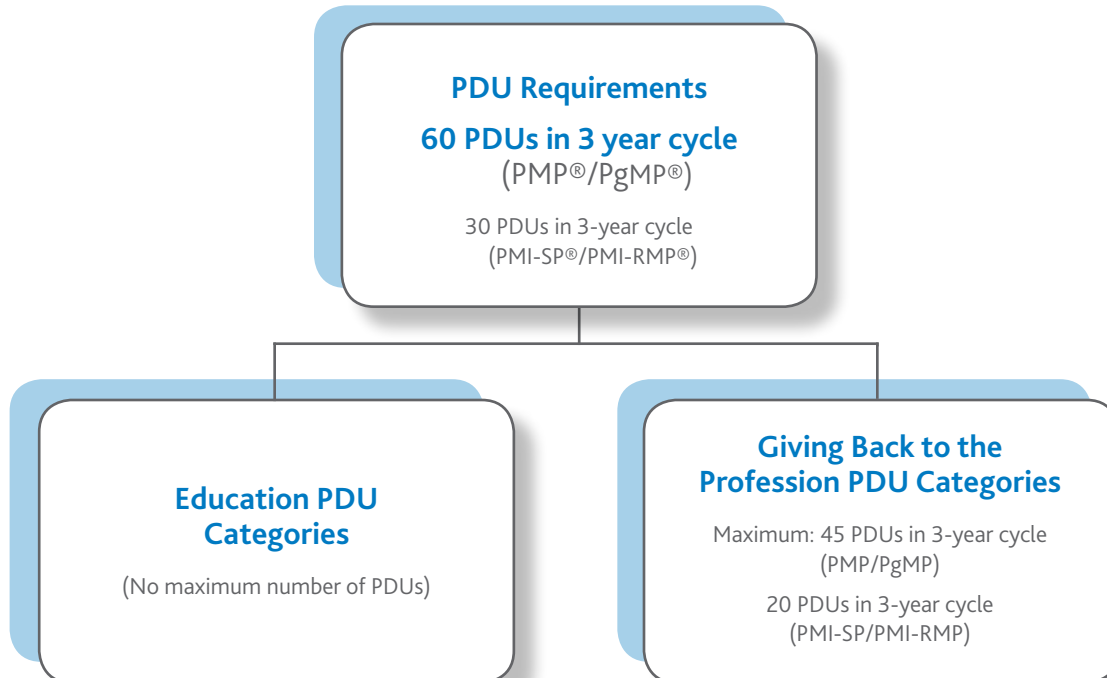 PDU Requirements
60 PDUs in 3 year cycle
(PMP®/PgMP®)
30 PDUs in 3-year cycle
(PMI-SP®/PMI-RMP®)
Education PDU
Categories
(No maximum number of PDUs)
Giving Back to the
Profession PDU Categories
Maximum: 45 PDUs in 3-year cycle
(PMP/PgMP)
20 PDUs in 3-year cycle
(PMI-SP/PMI-RMP)